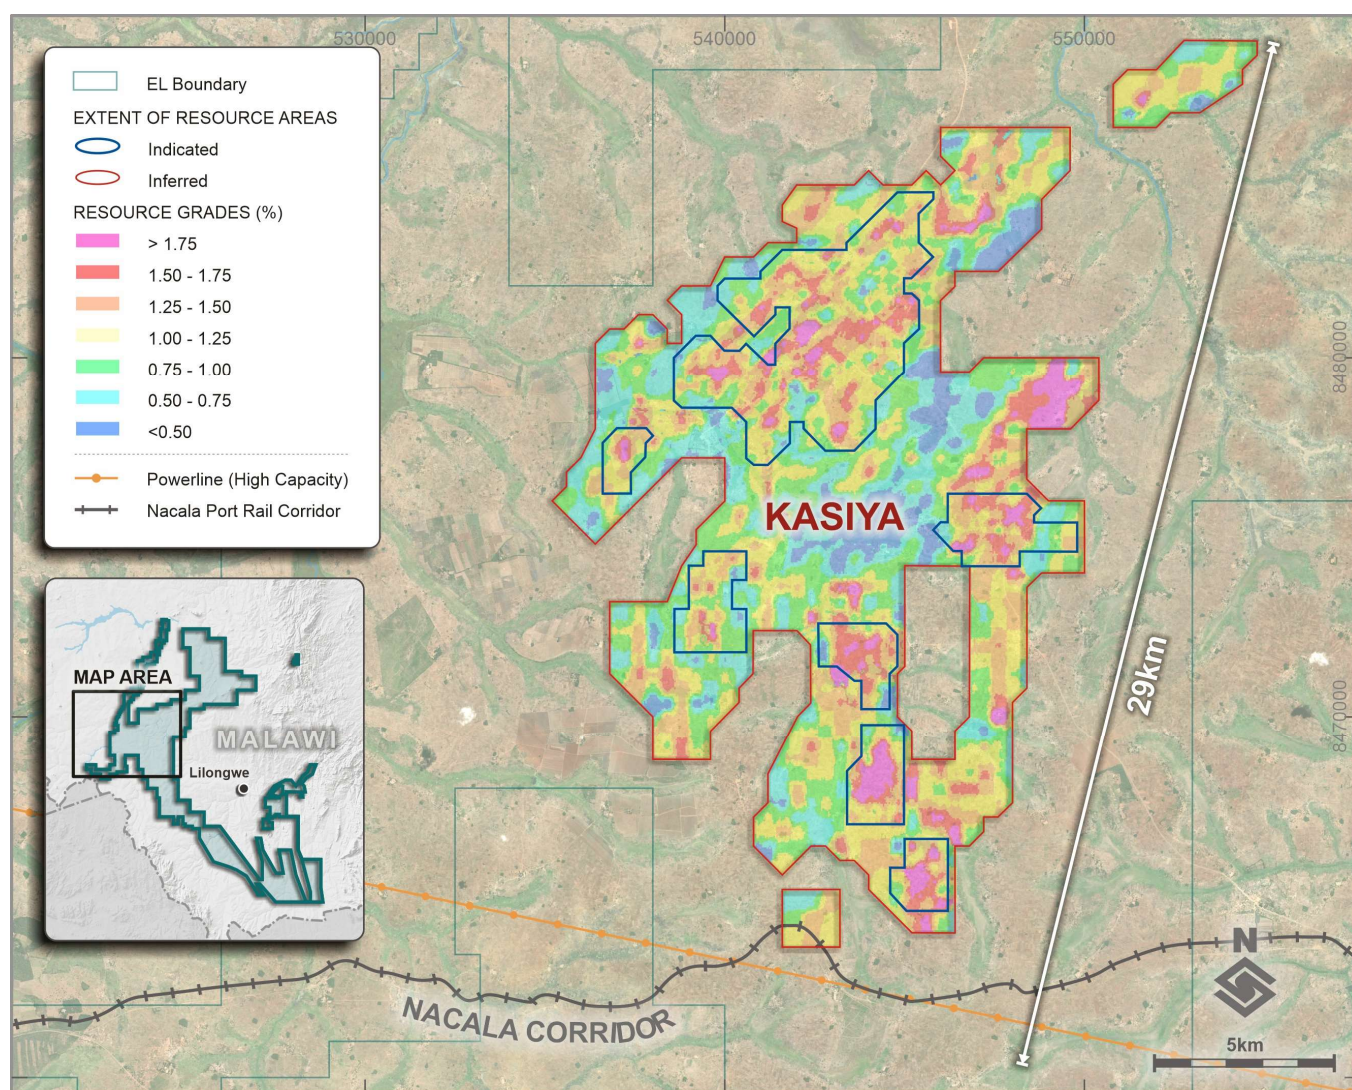 530000
540000
550000
EL Boundary
EXTENT OF RESOURCE AREAS
Indicated
Inferred
RESOURCE GRADES (%)
> 1.75
1.50 - 1.75
1.25 - 1.50
1.00 - 1.25
0.75 - 1.00
0.50 - 0.75
<0.50
Powerline (High Capacity)
Nacala Port Rail Corridor
8480000
KASIYA
29km
8470000
MAP AREA
MALAWI
Lilongwe
NACALA CORRIDOR
N
5km